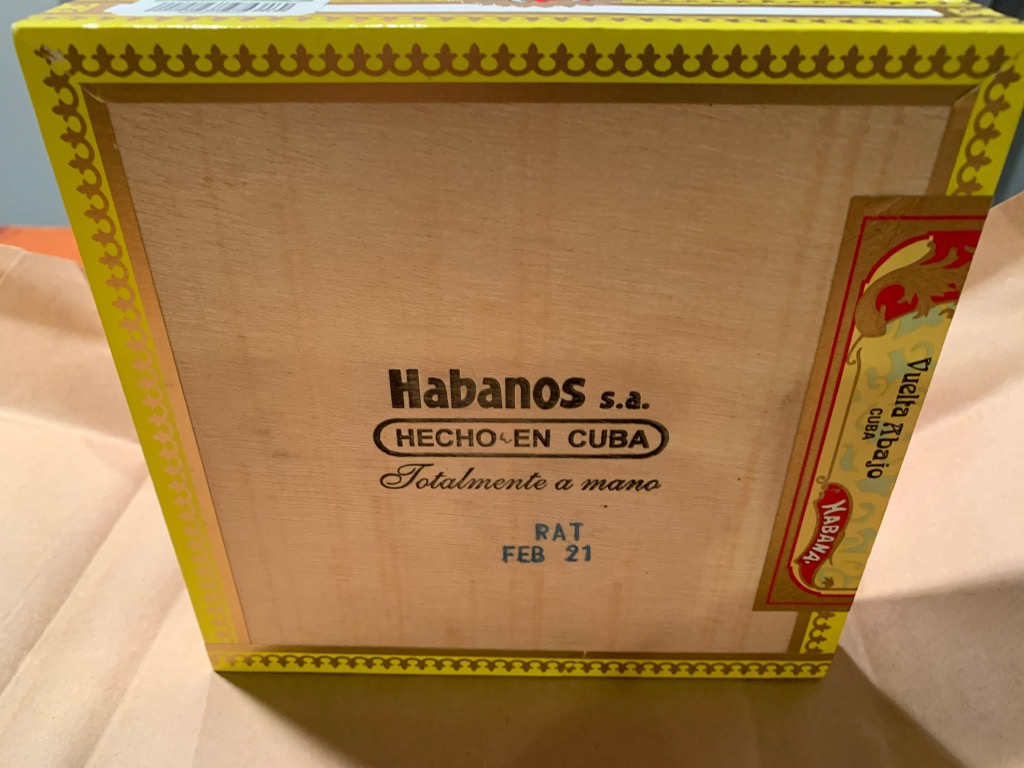 Habanos s.a.
HECHO EN CUBA
Totalmente a mano
RAT
FEB 21
Vuelta Abajo
CUBA
HABANA.